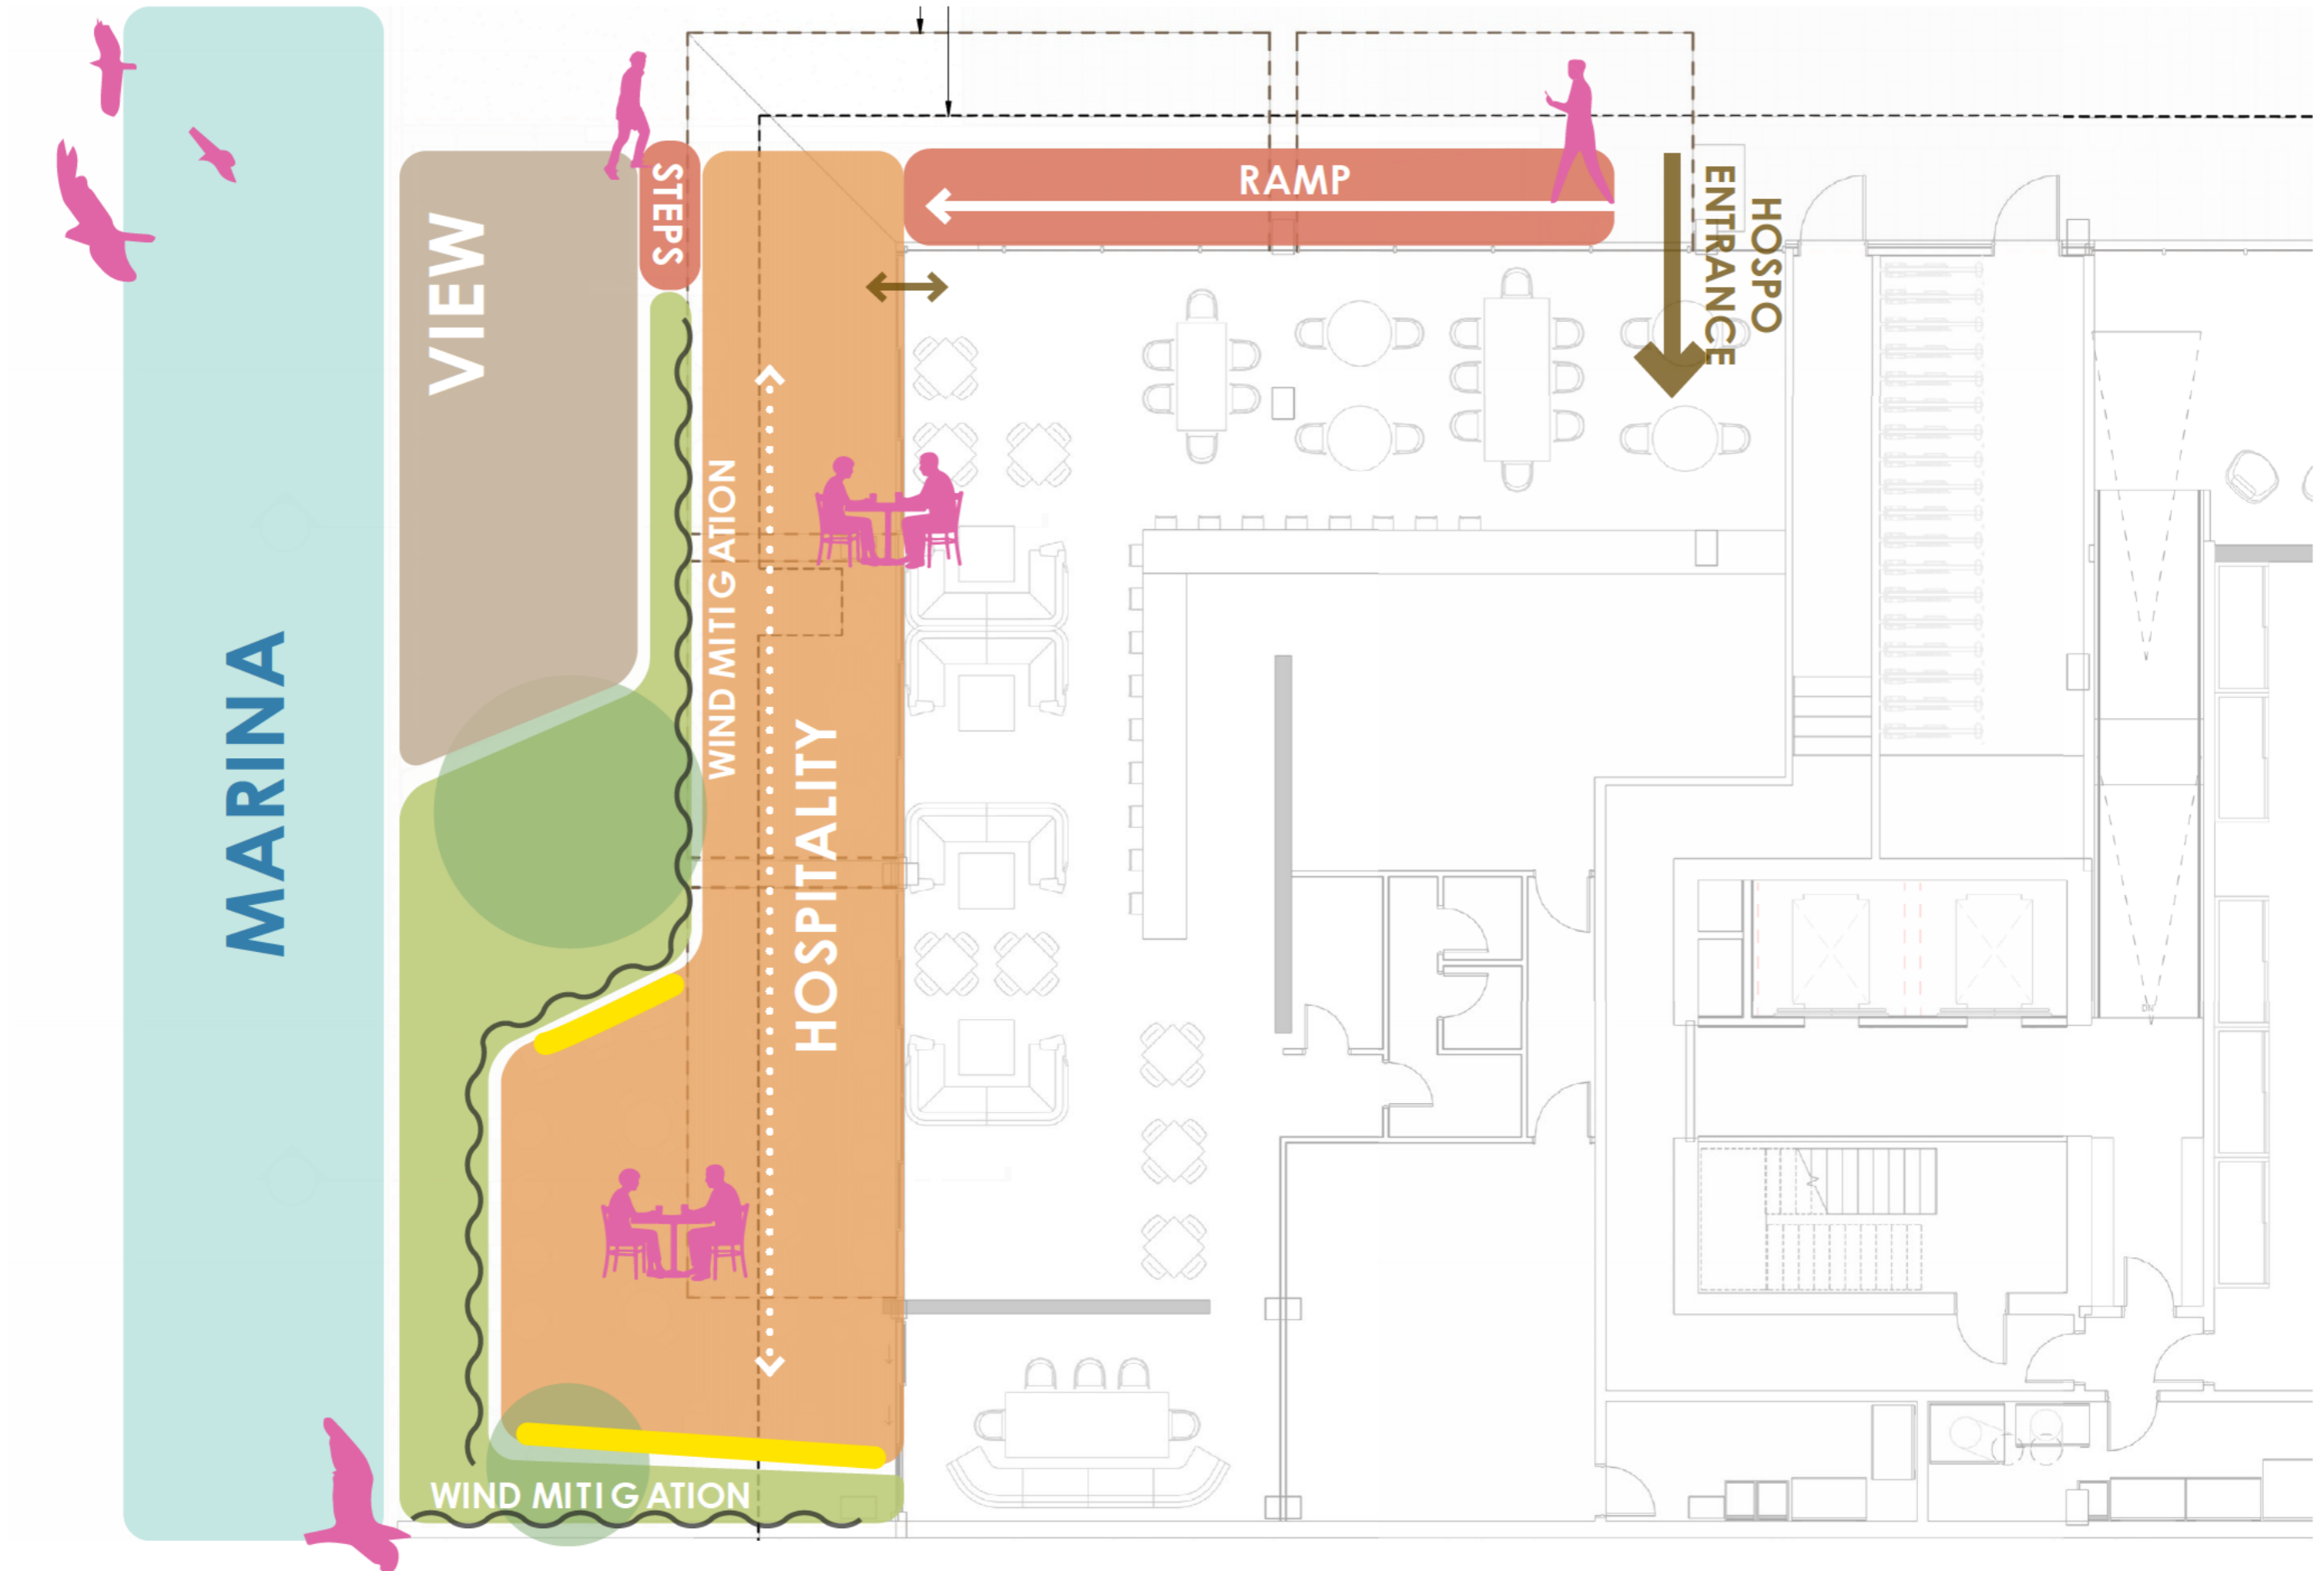 MARINA
VIEW
STEPS
RAMP
HOSPO
ENTRANCE
WIND MITIGATION
HOSPITALITY
WIND MITIGATION